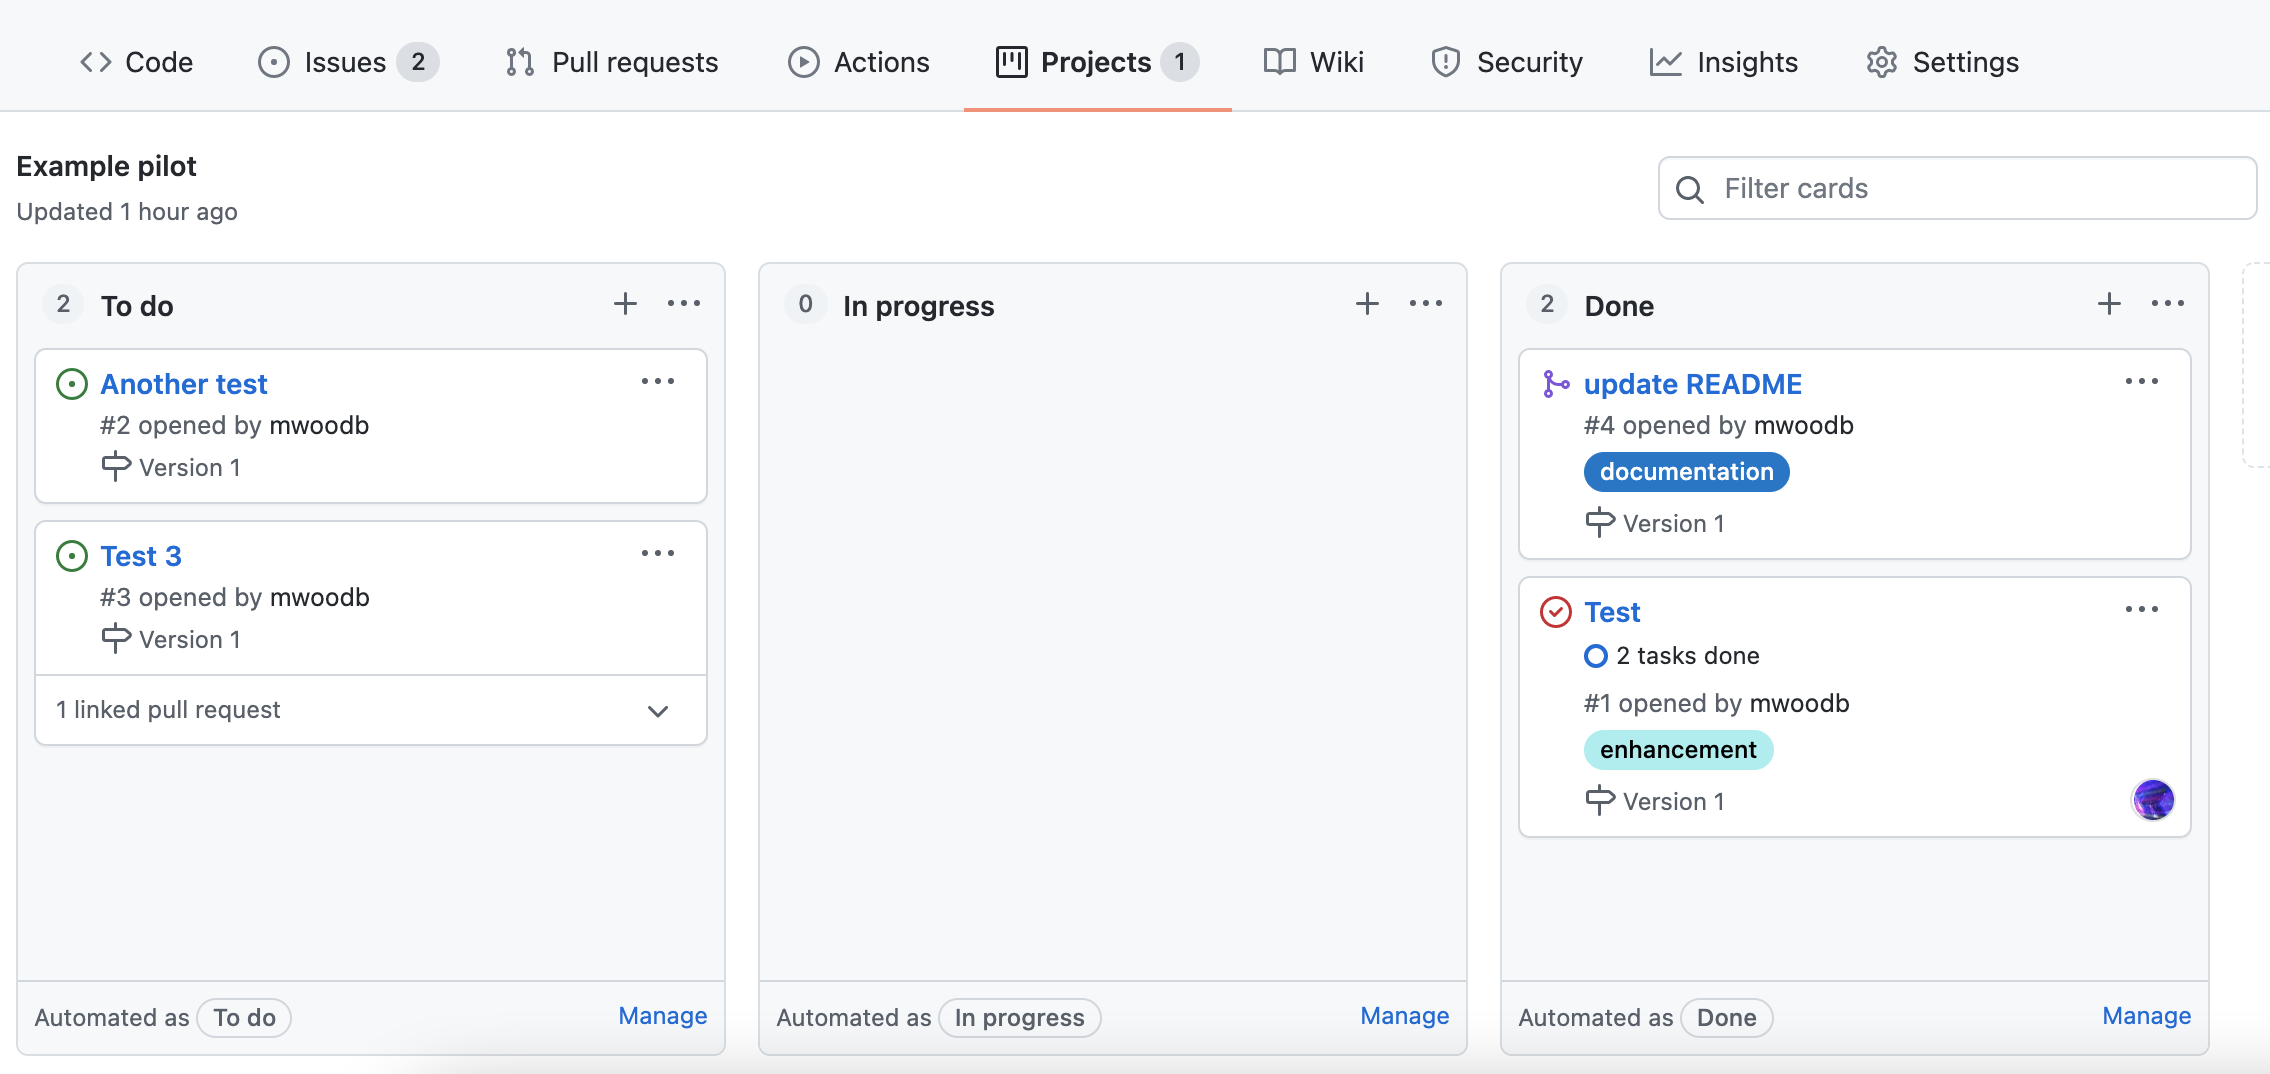 Code Issues 2 Pull requests Actions Projects 1 Wiki Security Insights Settings
Example pilot
Updated 1 hour ago
Filter cards
2 To do
Another test
#2 opened by mwoodb
Version 1
Test 3
#3 opened by mwoodb
Version 1
1 linked pull request
Automated as To do Manage
0 In progress
Automated as In progress Manage
2 Done
update README
#4 opened by mwoodb
documentation
Version 1
Test
2 tasks done
#1 opened by mwoodb
enhancement
Version 1
Automated as Done Manage